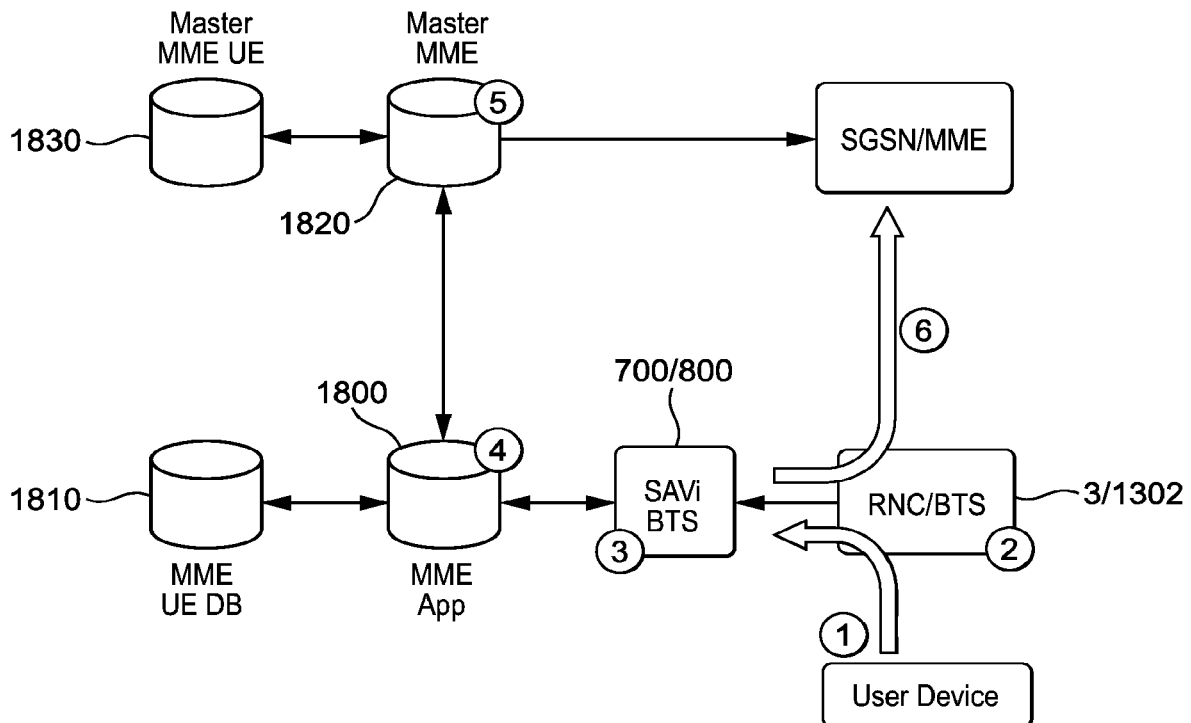 Master
MME UE
Master
MME
5
SGSN/MME
1830
1820
6
700/800
1800
4
1810
SAVi
BTS
RNC/BTS
3/1302
3
2
MME
UE DB
MME
App
1
User Device